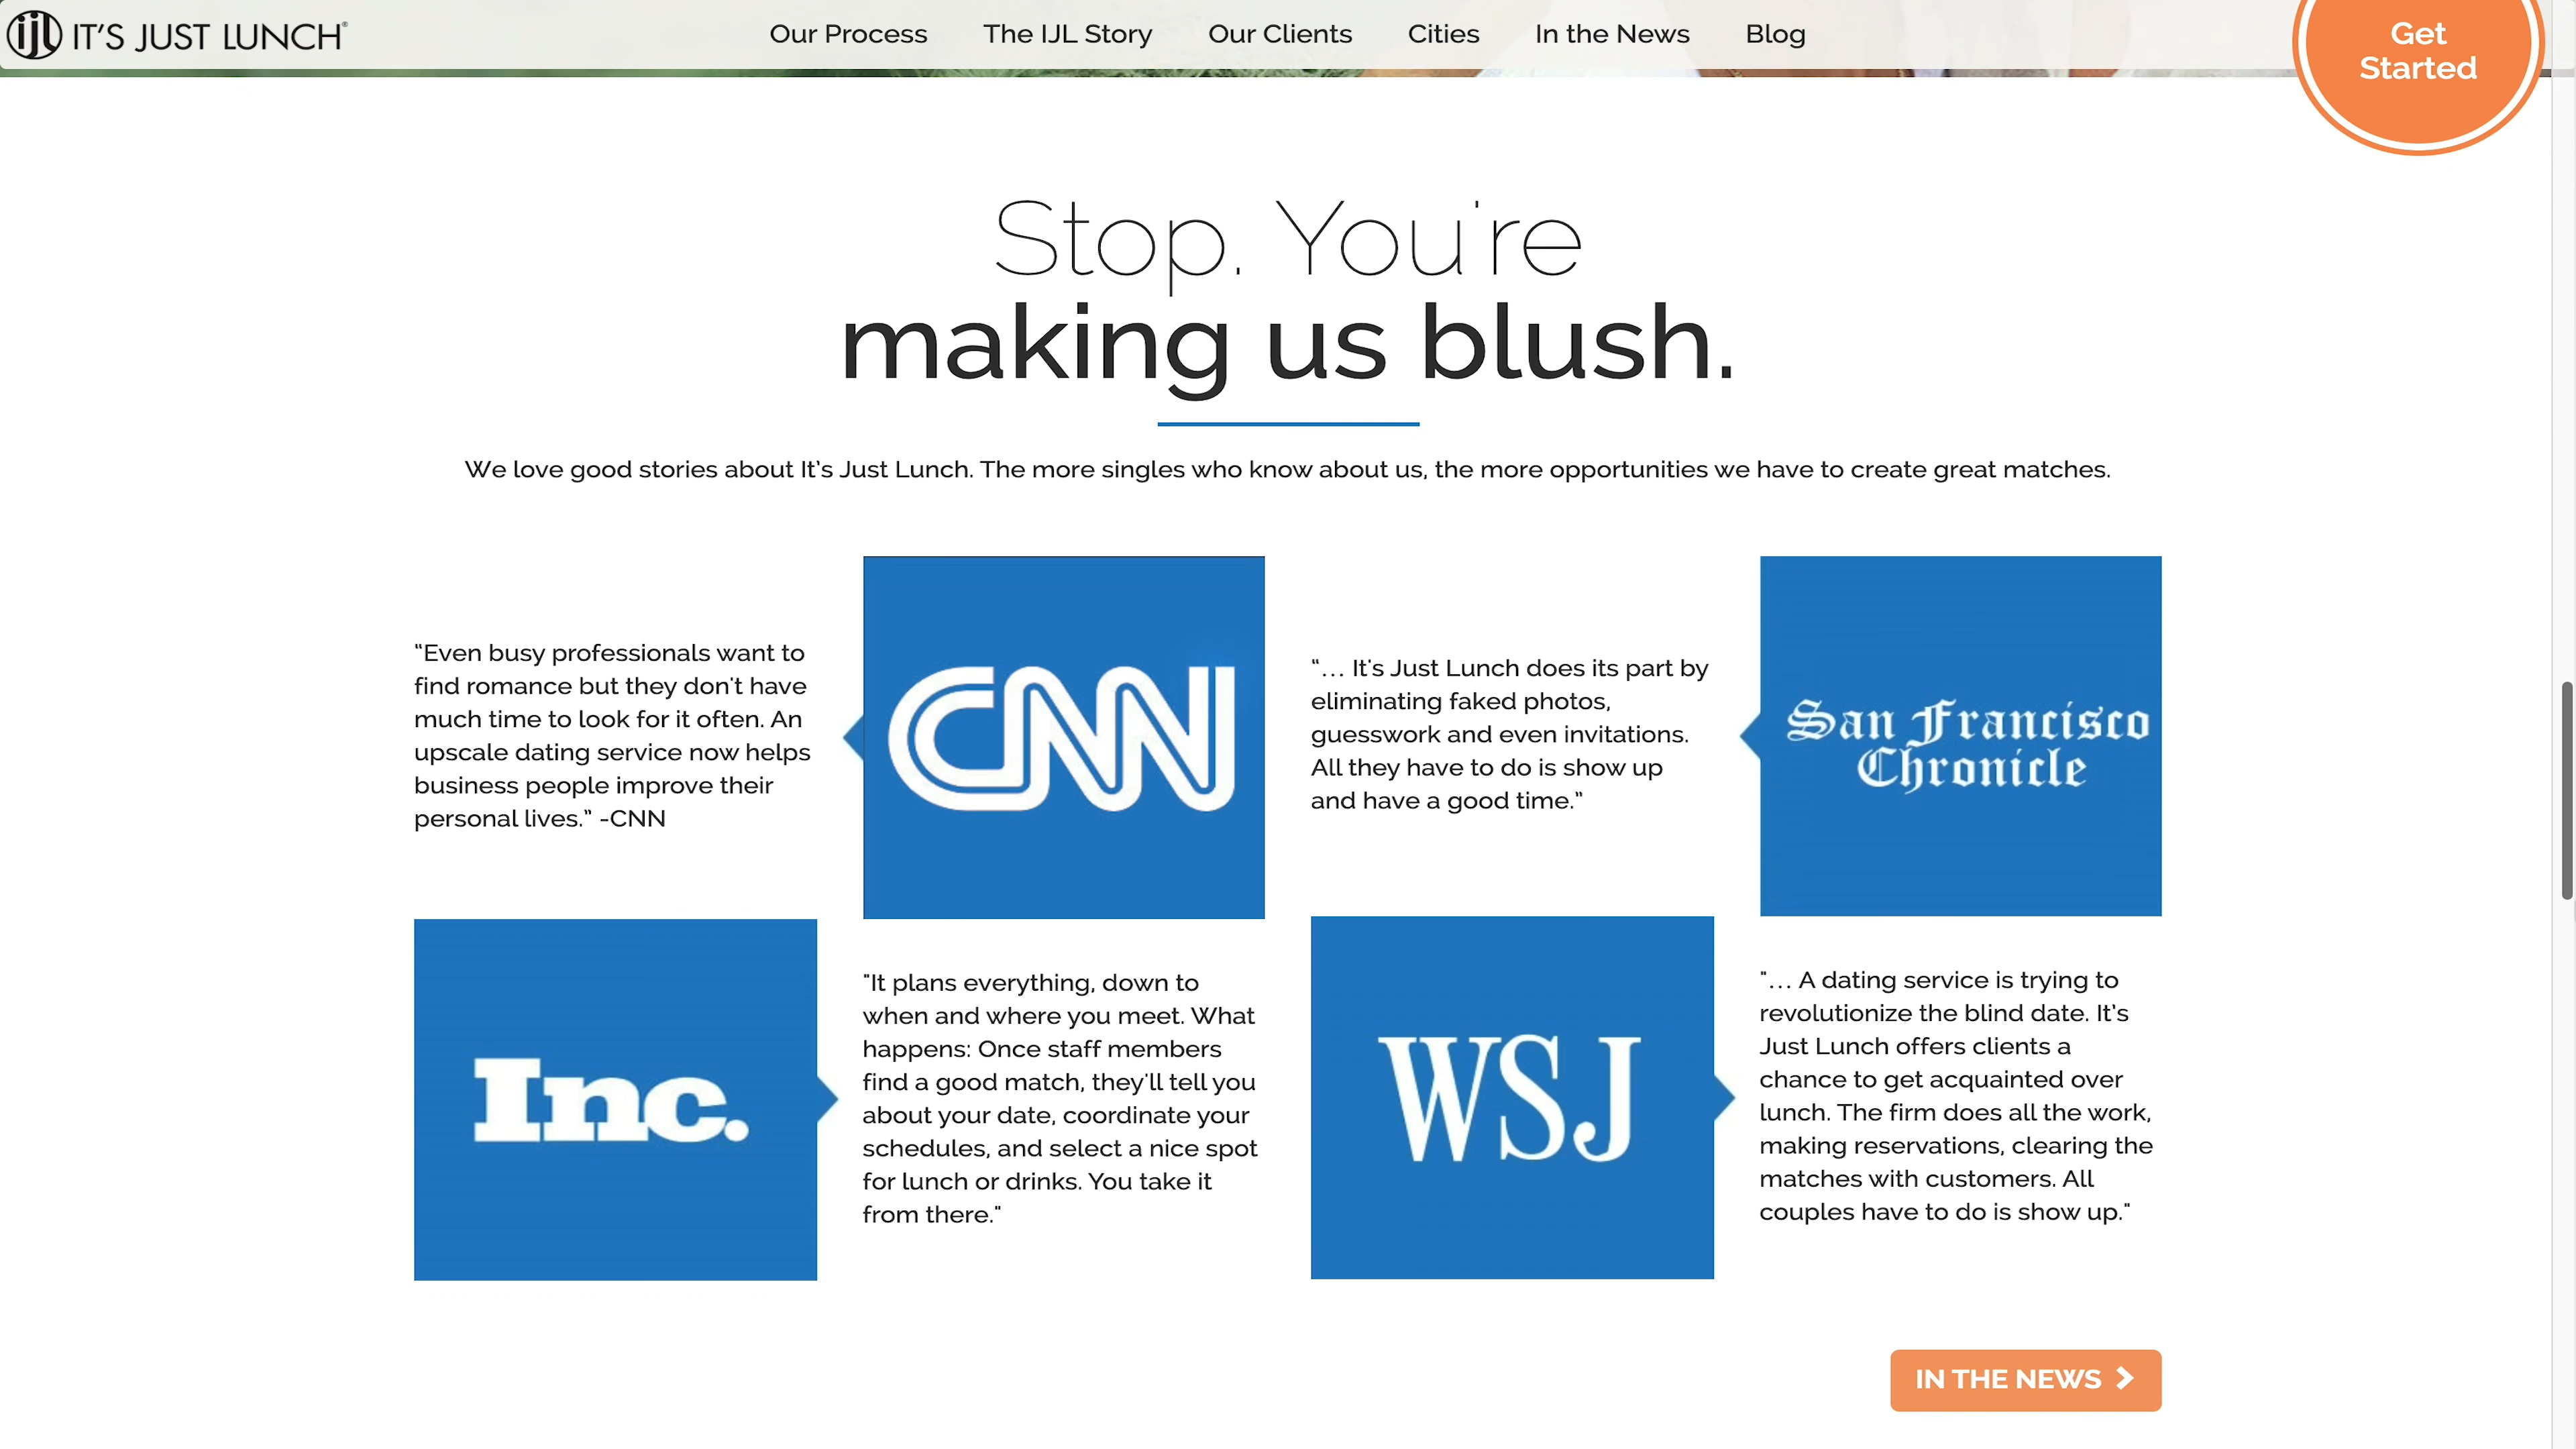 ijl IT'S JUST LUNCH®
Our Process
The IJL Story
Our Clients
Cities
In the News
Blog
Get
Started
Stop. You're
making us blush.
We love good stories about It's Just Lunch. The more singles who know about us, the more opportunities we have to create great matches.
“Even busy professionals want to
find romance but they don't have
much time to look for it often. An
upscale dating service now helps
business people improve their
personal lives.” -CNN
CNN
“… It's Just Lunch does its part by
eliminating faked photos,
guesswork and even invitations.
All they have to do is show up
and have a good time.”
San Francisco
Chronicle
Inc.
"It plans everything, down to
when and where you meet. What
happens: Once staff members
find a good match, they'll tell you
about your date, coordinate your
schedules, and select a nice spot
for lunch or drinks. You take it
from there."
WSJ
"… A dating service is trying to
revolutionize the blind date. It's
Just Lunch offers clients a
chance to get acquainted over
lunch. The firm does all the work,
making reservations, clearing the
matches with customers. All
couples have to do is show up."
IN THE NEWS